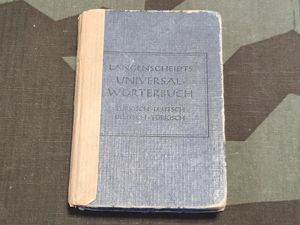 LANGENSCHEIDTS
UNIVERSAL-
WÖRTERBUCH
TÜRKISCH-DEUTSCH
DEUTSCH-TÜRKISCH